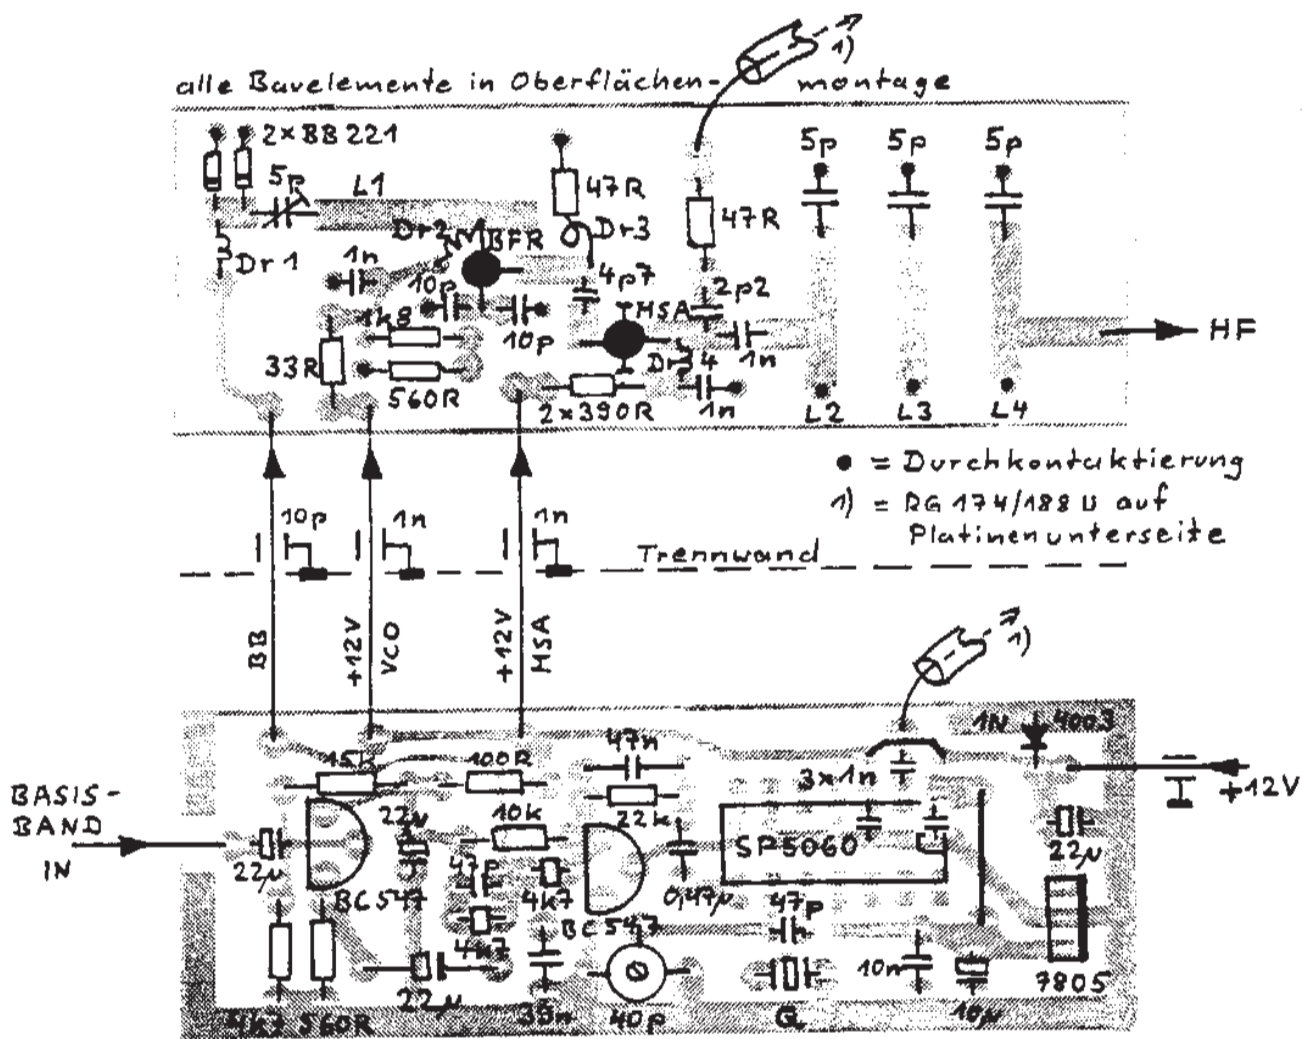 alle Bauelemente in Oberflächen- montage
1)
2×BB221
5p
L1
47R
Dr3
47R
5p
5p
5p
Dr2
BFR
Dr1
1n
10p
4p7
2p2
MSA
1k8
10p
1n
33R
Dr4
560R
2×390R
1n
L2
L3
L4
HF
● = Durchkontaktierung
1) = RG 174/188 U auf
Platinenunterseite
10p
1n
1n
Trennwand
BB
+12V
VCO
+12V
MSA
1)
1N 4003
15k
100R
47n
3×1n
+12V
BASIS-
BAND
IN
22µ
22µ
10k
22k
SP5060
22µ
BC547
47p
4k7
0,47µ
47p
BC547
4k7
10n
7805
4k7
560R
22µ
39n
40p
Q
10µ